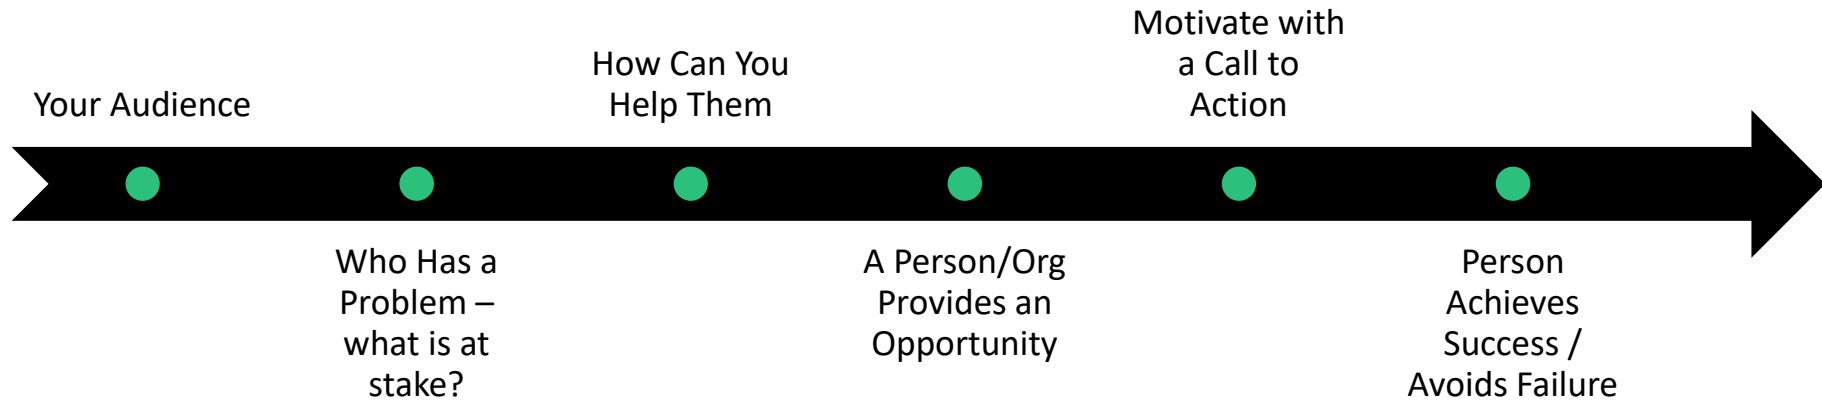 Your Audience
Who Has a
Problem –
what is at
stake?
How Can You
Help Them
A Person/Org
Provides an
Opportunity
Motivate with
a Call to
Action
Person
Achieves
Success /
Avoids Failure